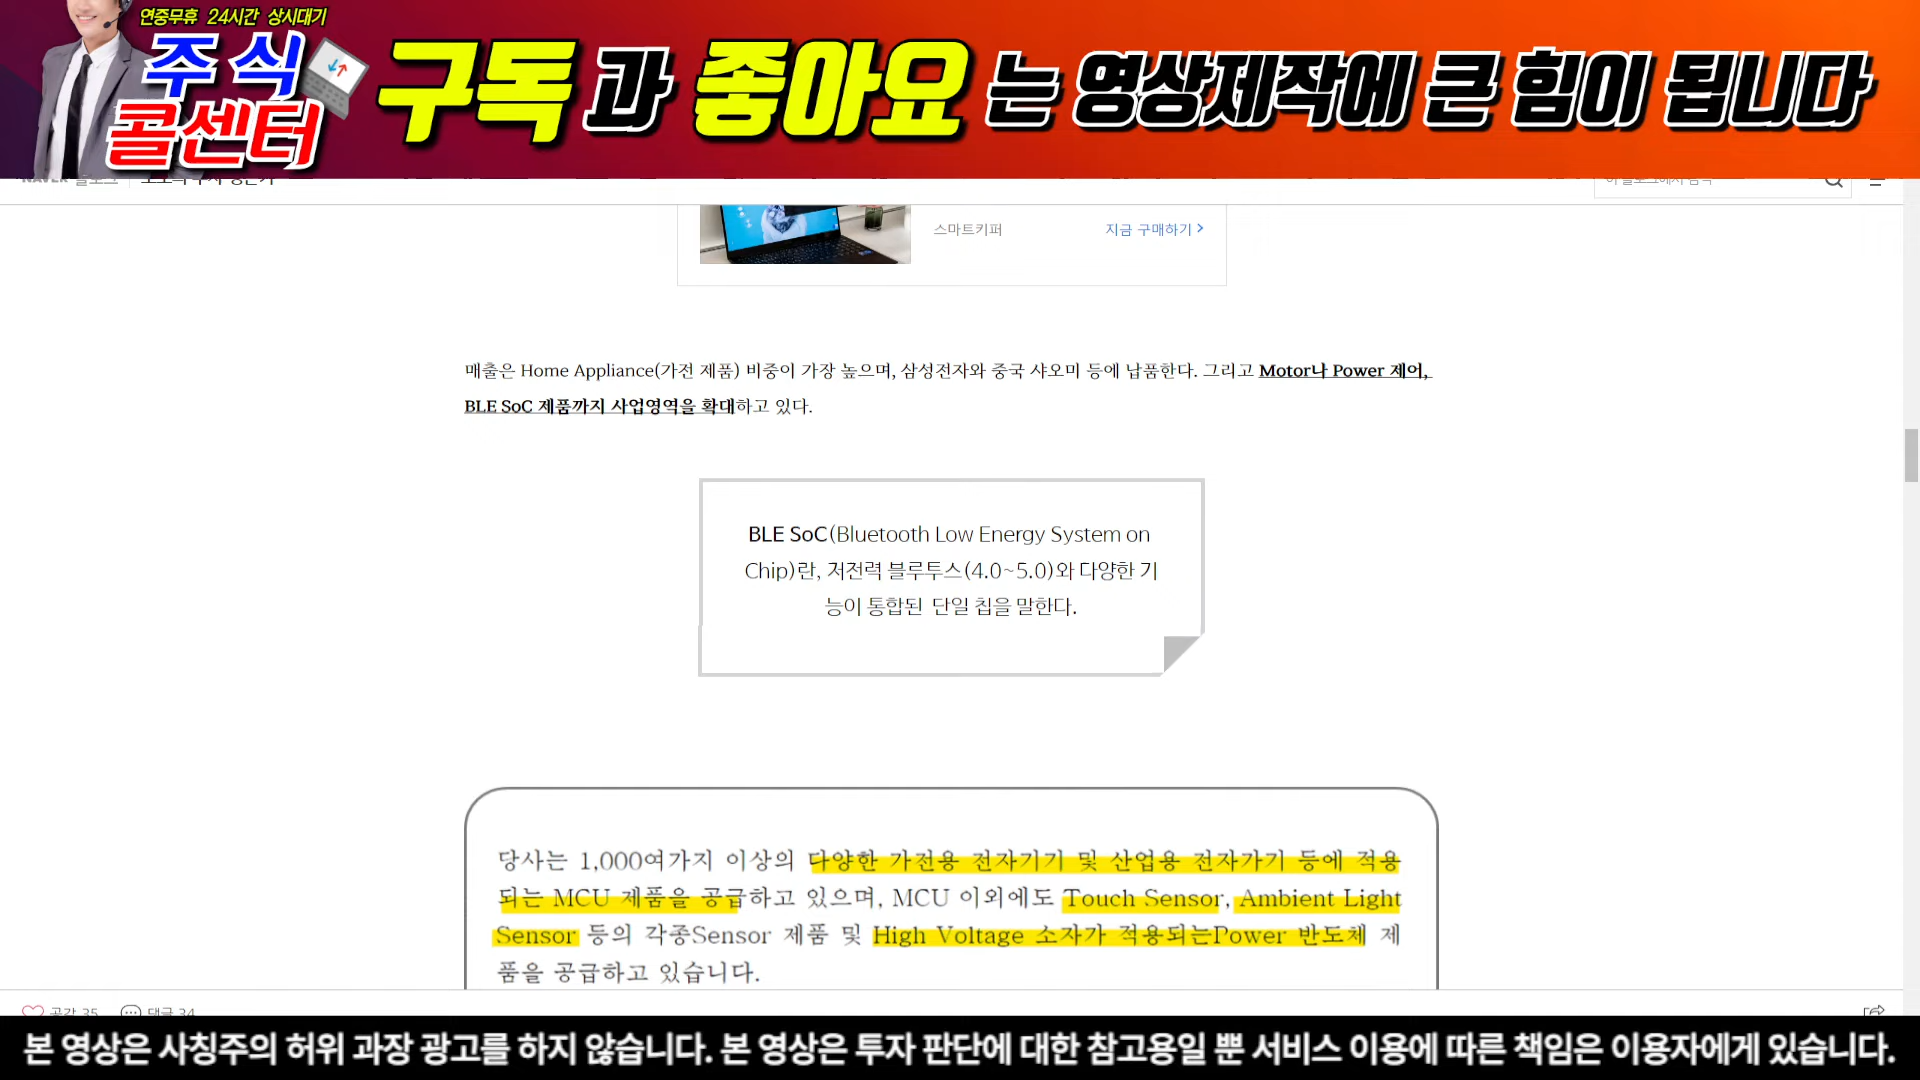 연중무휴 24시간 상시대기
주식
콜센터
구독과 좋아요는 영상제작에 큰 힘이 됩니다
스마트키퍼
지금 구매하기 >
매출은 Home Appliance(가전 제품) 비중이 가장 높으며, 삼성전자와 중국 샤오미 등에 납품한다. 그리고 Motor나 Power 제어,
BLE SoC 제품까지 사업영역을 확대하고 있다.
BLE SoC(Bluetooth Low Energy System on
Chip)란, 저전력 블루투스(4.0~5.0)와 다양한 기
능이 통합된 단일 칩을 말한다.
당사는 1,000여가지 이상의 다양한 가전용 전자기기 및 산업용 전자가기 등에 적용
되는 MCU 제품을 공급하고 있으며, MCU 이외에도 Touch Sensor, Ambient Light
Sensor 등의 각종Sensor 제품 및 High Voltage 소자가 적용되는Power 반도체 제
품을 공급하고 있습니다.
공감 35 댓글 34
본 영상은 사칭주의 허위 과장 광고를 하지 않습니다. 본 영상은 투자 판단에 대한 참고용일 뿐 서비스 이용에 따른 책임은 이용자에게 있습니다.